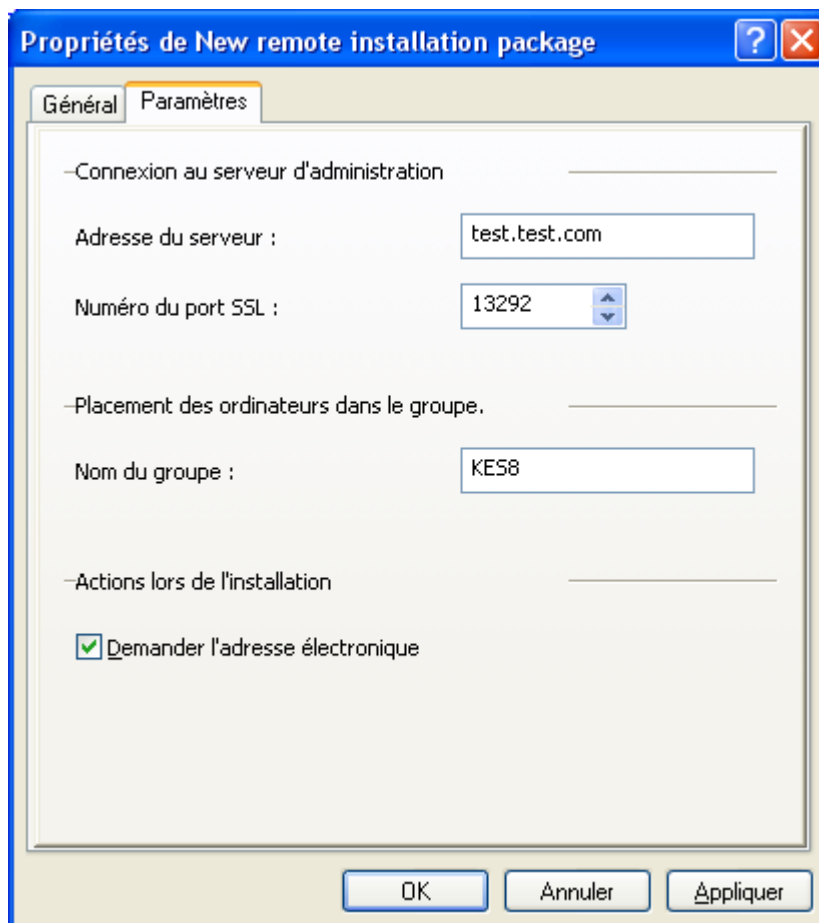 Propriétés de New remote installation package
Général
Paramètres
Connexion au serveur d'administration
Adresse du serveur :
test.test.com
Numéro du port SSL :
13292
Placement des ordinateurs dans le groupe.
Nom du groupe :
KES8
Actions lors de l'installation
Demander l'adresse électronique
OK
Annuler
Appliquer